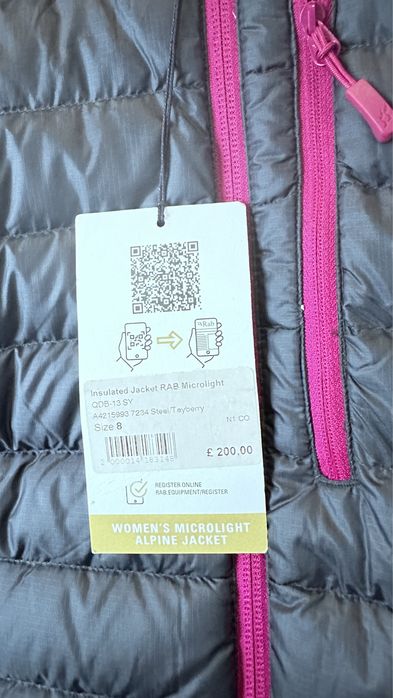 Rab
Insulated Jacket RAB Microlight
QDB-13 SY
A4215993 7234 Steel/Tayberry
Size 8
N1 CO
£ 200,00
REGISTER ONLINE
RAB.EQUIPMENT/REGISTER
WOMEN'S MICROLIGHT
ALPINE JACKET